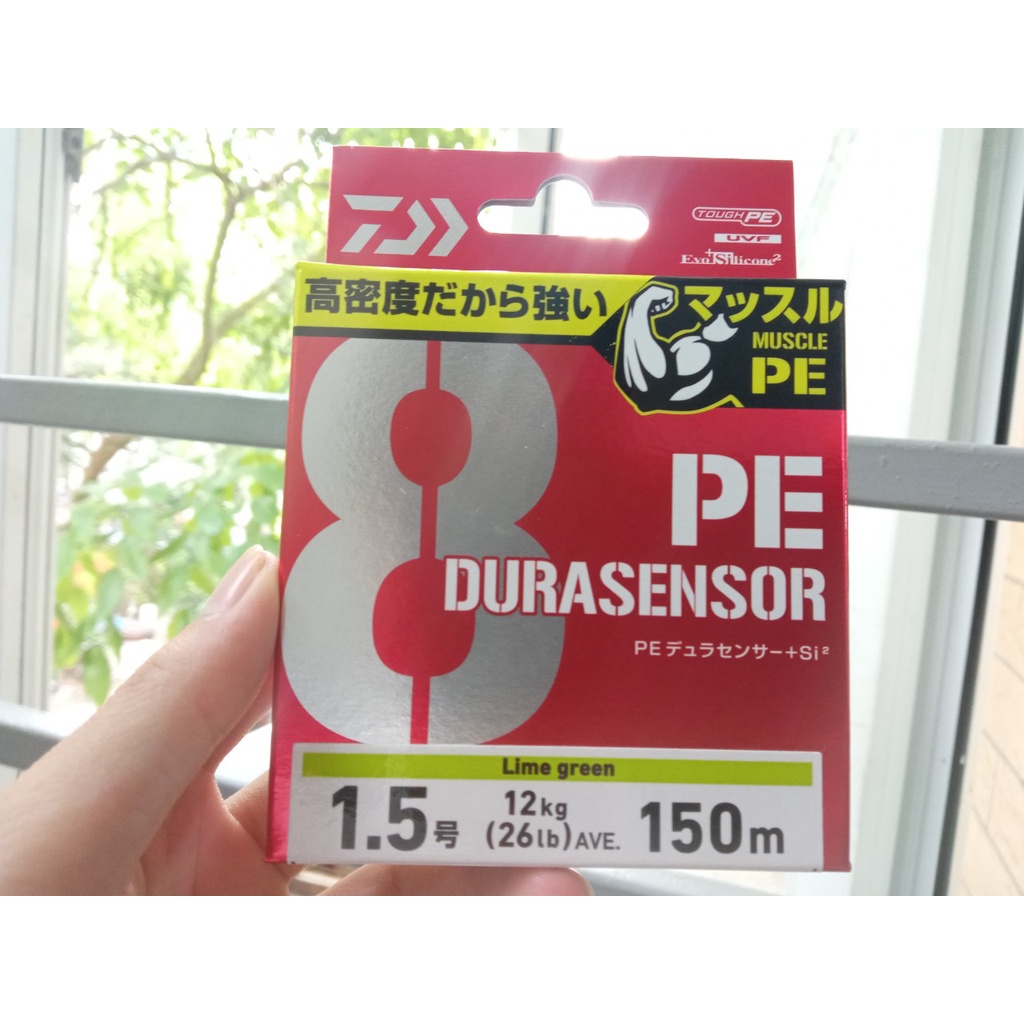 TOUGH PE
UVF
Evo+Silicone²
高密度だから強い
マッスル
MUSCLE
PE
8
PE
DURASENSOR
PEデュラセンサー+Si²
Lime green
1.5号 12kg (26lb)AVE. 150m